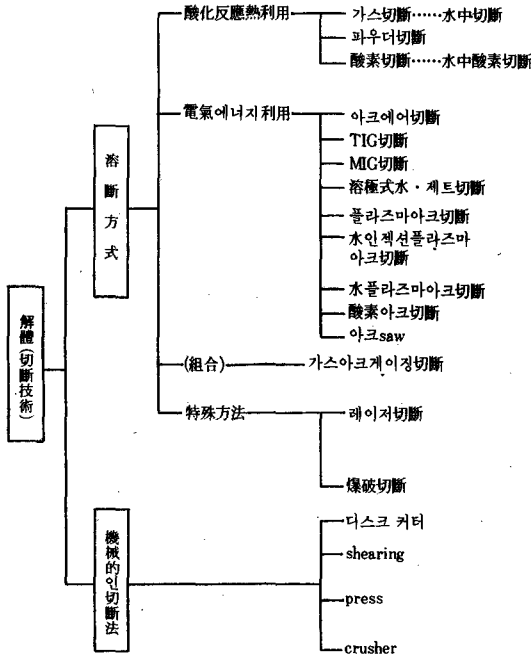 酸化反應熱利用
가스切斷……水中切斷
파우더切斷
酸素切斷……水中酸素切斷
電氣에너지利用
아크에어切斷
TIG切斷
MIG切斷
溶極式水・제트切斷
플라즈마아크切斷
水인젝션플라즈마
아크切斷
水플라즈마아크切斷
酸素아크切斷
아크saw
溶斷方式
解體(切斷技術)
(組合)
가스아크게이징切斷
特殊方法
레이저切斷
爆破切斷
機械的인切斷法
디스크 커터
shearing
press
crusher